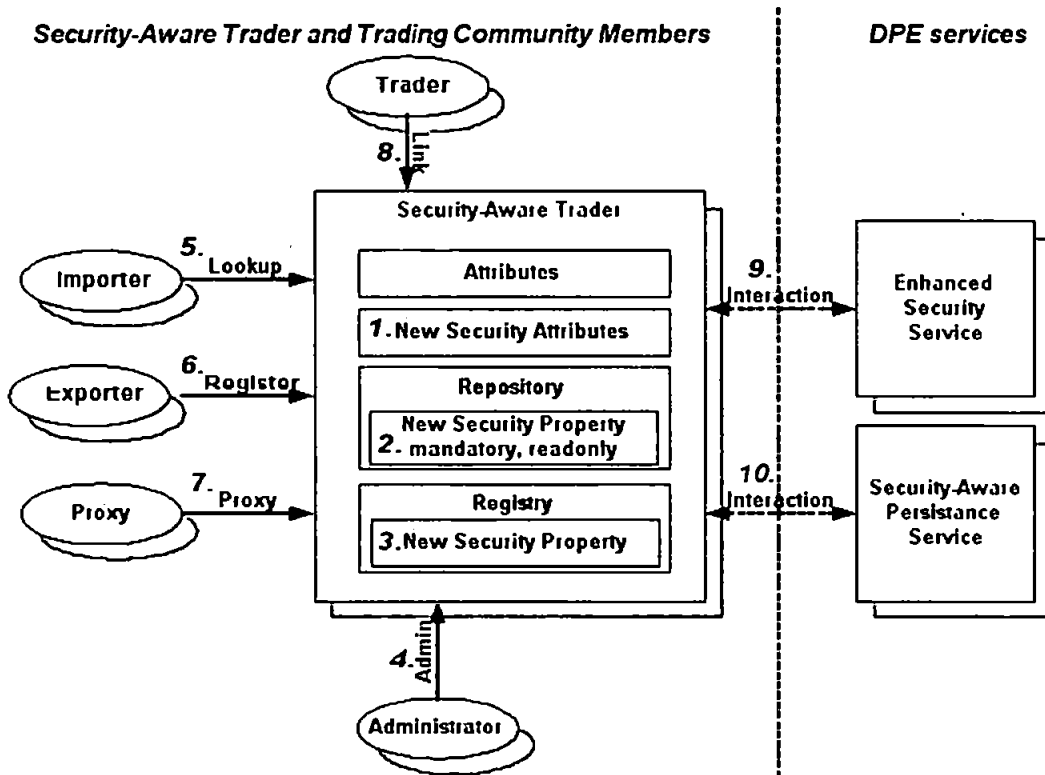 Security-Aware Trader and Trading Community Members
DPE services
Trader
8.
Link
Security-Aware Trader
Attributes
1. New Security Attributes
Repository
New Security Property
2. mandatory, readonly
Registry
3. New Security Property
5.
Lookup
Importer
6.
Register
Exporter
7.
Proxy
Proxy
4.
Admin
Administrator
9.
Interaction
Enhanced
Security
Service
10.
Interaction
Security-Aware
Persistance
Service